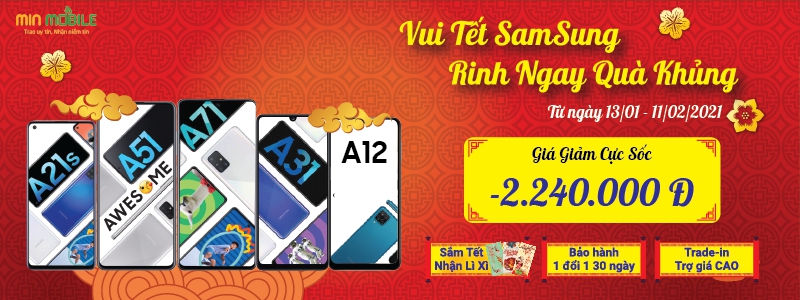 MIN MOBILE
Trao uy tín, Nhận niềm tin
Vui Tết SamSung
Rinh Ngay Quà Khủng
Từ ngày 13/01 - 11/02/2021
A21s
A51
AWESOME
A71
A31
A12
Giá Giảm Cực Sốc
-2.240.000 Đ
Sắm Tết
Nhận Lì Xì
Bảo hành
1 đổi 1 30 ngày
Trade-in
Trợ giá CAO